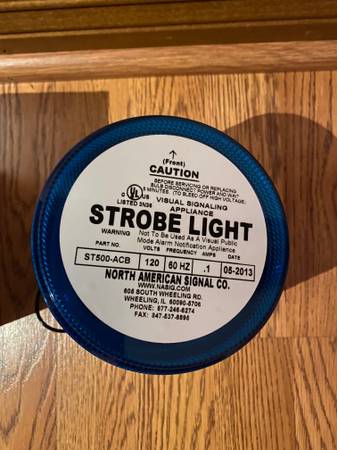 (Front)
CAUTION
BEFORE SERVICING OR REPLACING
BULB DISCONNECT POWER AND WAIT
5 MINUTES. (TO BLEED OFF HIGH VOLTAGE)
C UL US
LISTED 3N36
VISUAL SIGNALING
APPLIANCE
STROBE LIGHT
WARNING Not To Be Used As A Visual Public
Mode Alarm Notification Appliance
PART NO. VOLTS FREQUENCY AMPS DATE
ST500-ACB 120 60 HZ .1 05-2013
NORTH AMERICAN SIGNAL CO.
WWW.NASIG.COM
605 SOUTH WHEELING RD.
WHEELING, IL 60090-5706
PHONE: 877-246-6274
FAX: 847-537-8896